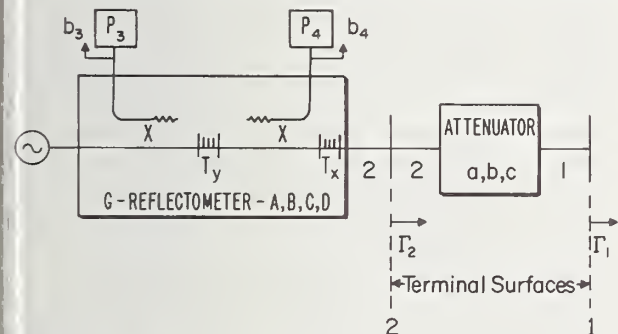 b3 P3 P4 b4
X X
Ty Tx
2 2 ATTENUATOR 1
a,b,c
G-REFLECTOMETER-A,B,C,D
Γ2 Γ1
Terminal Surfaces
2 1